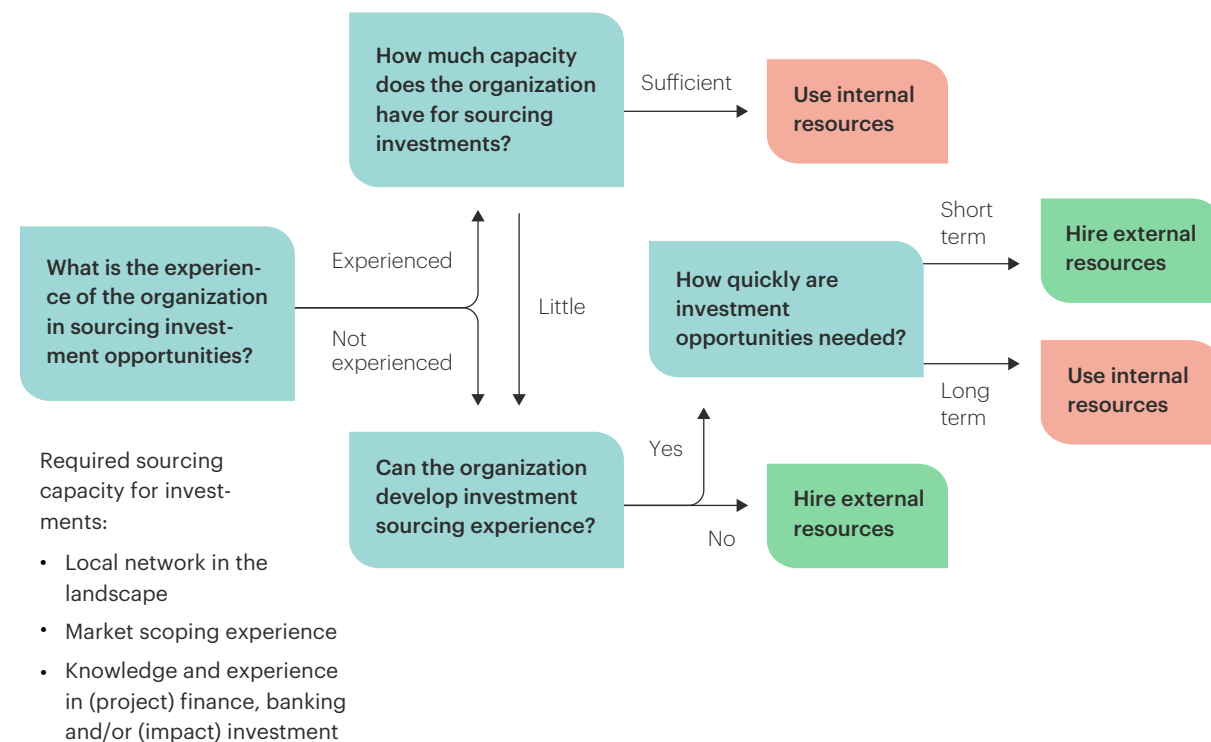 How much capacity
does the organization
have for sourcing
investments?
Sufficient
Use internal
resources
What is the experien-
ce of the organization
in sourcing invest-
ment opportunities?
Experienced
Not
experienced
Little
How quickly are
investment
opportunities needed?
Short
term
Hire external
resources
Long
term
Use internal
resources
Can the organization
develop investment
sourcing experience?
Yes
No
Hire external
resources
Required sourcing
capacity for invest-
ments:
• Local network in the
landscape
• Market scoping experience
• Knowledge and experience
in (project) finance, banking
and/or (impact) investment